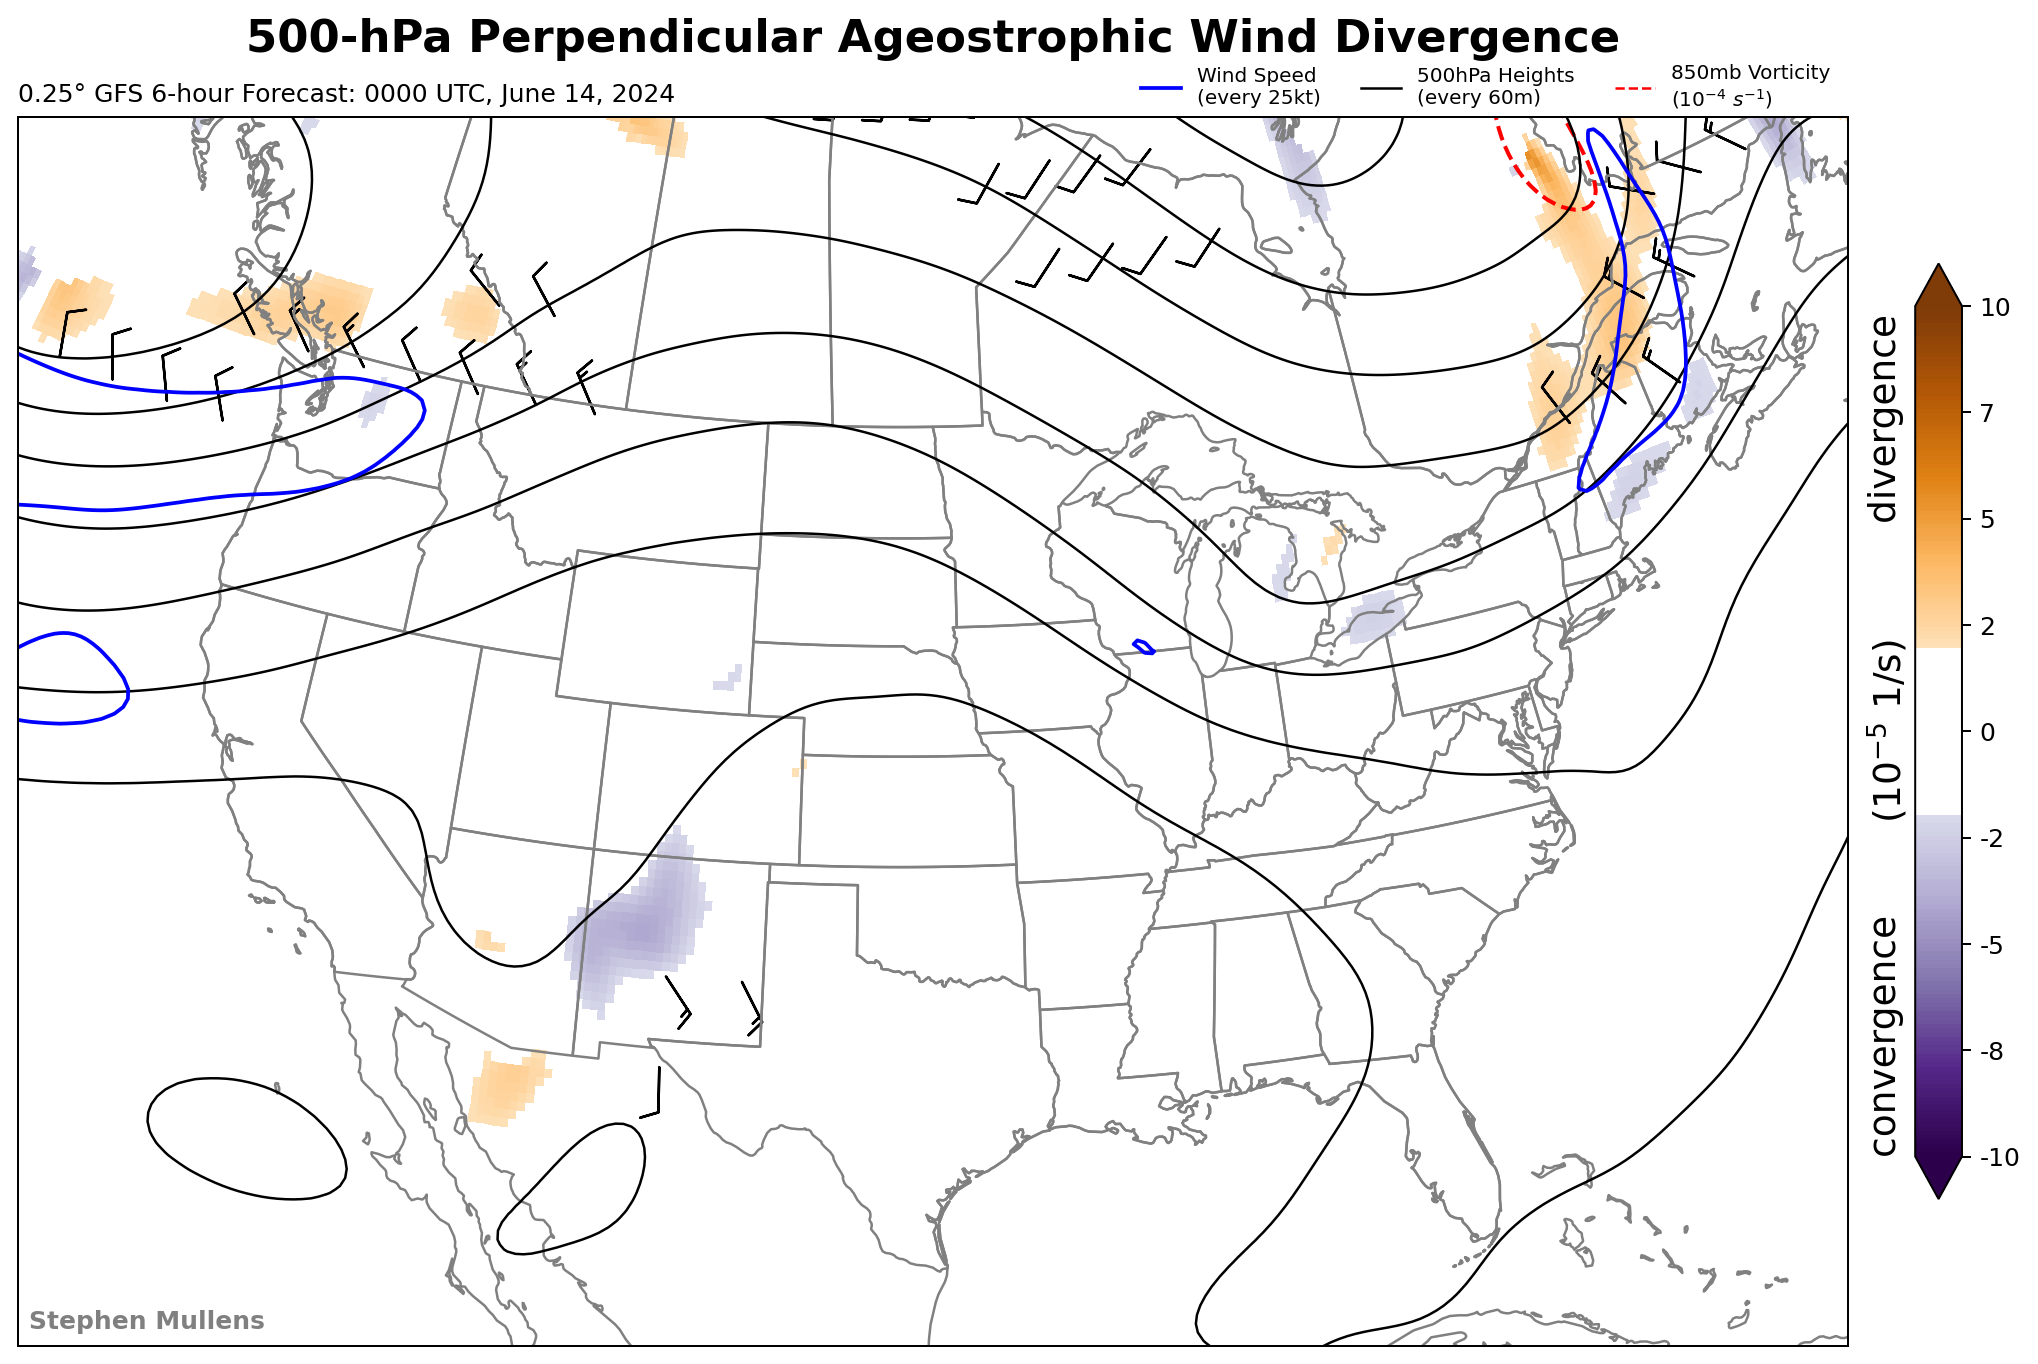 500-hPa Perpendicular Ageostrophic Wind Divergence
0.25° GFS 6-hour Forecast: 0000 UTC, June 14, 2024
Wind Speed
(every 25kt)
500hPa Heights
(every 60m)
850mb Vorticity
(10⁻⁴ s⁻¹)
10
7
5
2
0
-2
-5
-8
-10
convergence (10⁻⁵ 1/s) divergence
Stephen Mullens